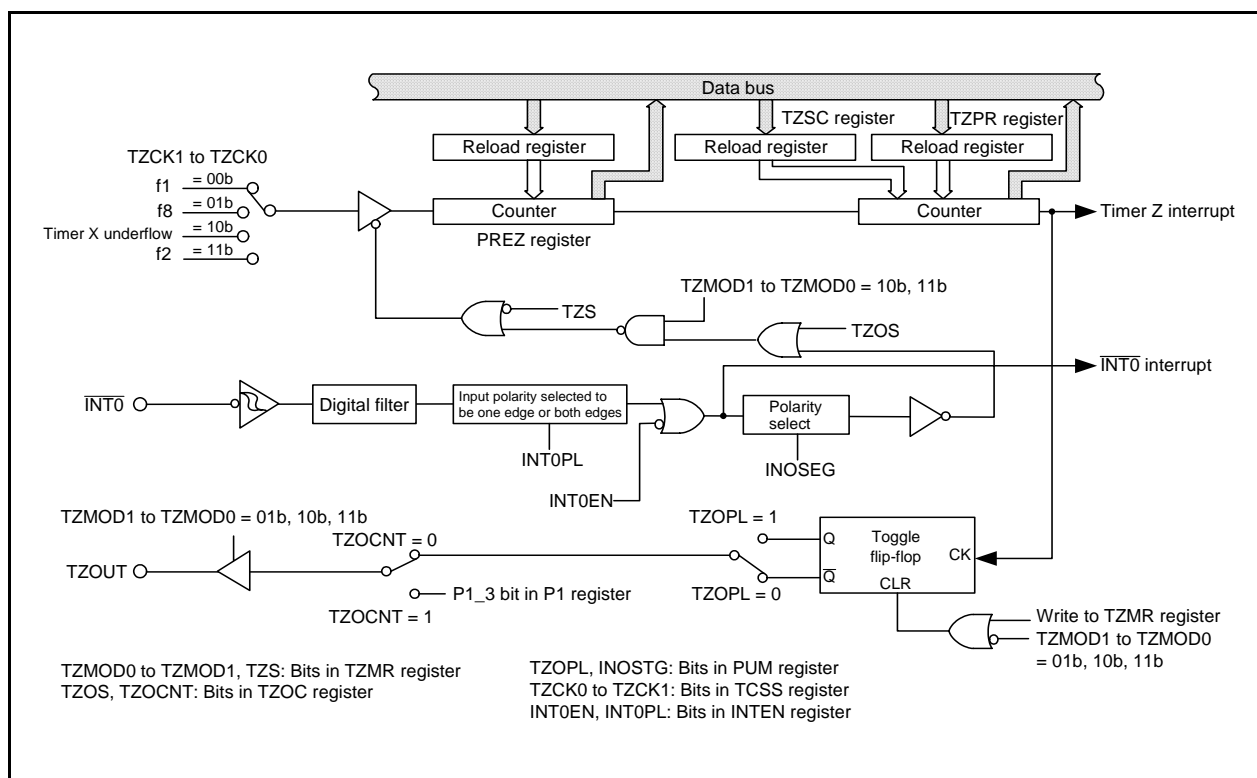 Data bus
TZSC register
TZPR register
Reload register
Reload register
Reload register
TZCK1 to TZCK0
f1
= 00b
f8
= 01b
Timer X underflow
= 10b
f2
= 11b
Counter
Counter
Timer Z interrupt
PREZ register
TZMOD1 to TZMOD0 = 10b, 11b
TZS
TZOS
INT0 interrupt
INT0
Digital filter
Input polarity selected to
be one edge or both edges
Polarity
select
INT0PL
INOSEG
INT0EN
TZMOD1 to TZMOD0 = 01b, 10b, 11b
TZOPL = 1
TZOCNT = 0
Q
Toggle
flip-flop
CK
TZOUT
Q
CLR
TZOPL = 0
P1_3 bit in P1 register
TZOCNT = 1
Write to TZMR register
TZMOD1 to TZMOD0
= 01b, 10b, 11b
TZMOD0 to TZMOD1, TZS: Bits in TZMR register
TZOS, TZOCNT: Bits in TZOC register
TZOPL, INOSTG: Bits in PUM register
TZCK0 to TZCK1: Bits in TCSS register
INT0EN, INT0PL: Bits in INTEN register